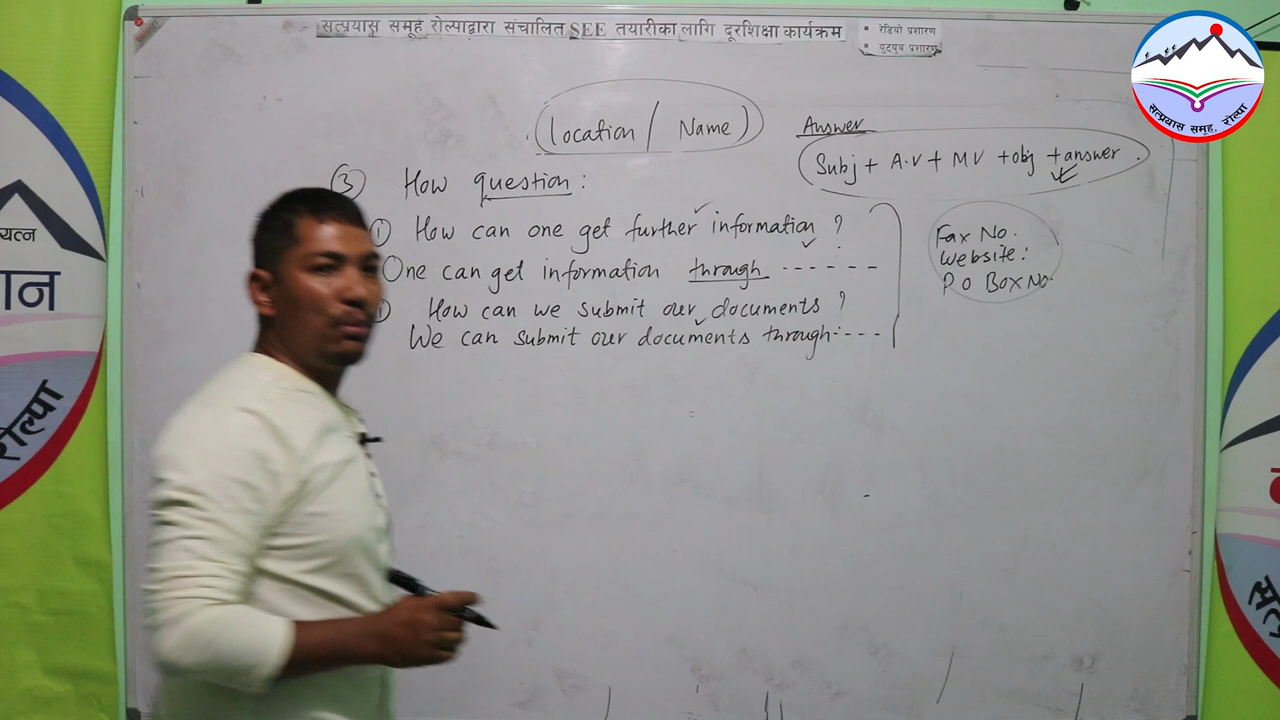 सत्प्रयास समूह रोल्पाद्वारा संचालित SEE तयारीका लागि दूरशिक्षा कार्यक्रम
रेडियो प्रशारण
युट्युब प्रशारण
सत्प्रयास समूह, रोल्पा
(Location / Name)
Answer
Subj + A.V + MV + obj + answer.
③ How question:
① How can one get further information?
One can get information through ------
How can we submit our documents?
We can submit our documents through:---
Fax No.
Website:
P O Box No.
यत्न
ान
रोल्पा